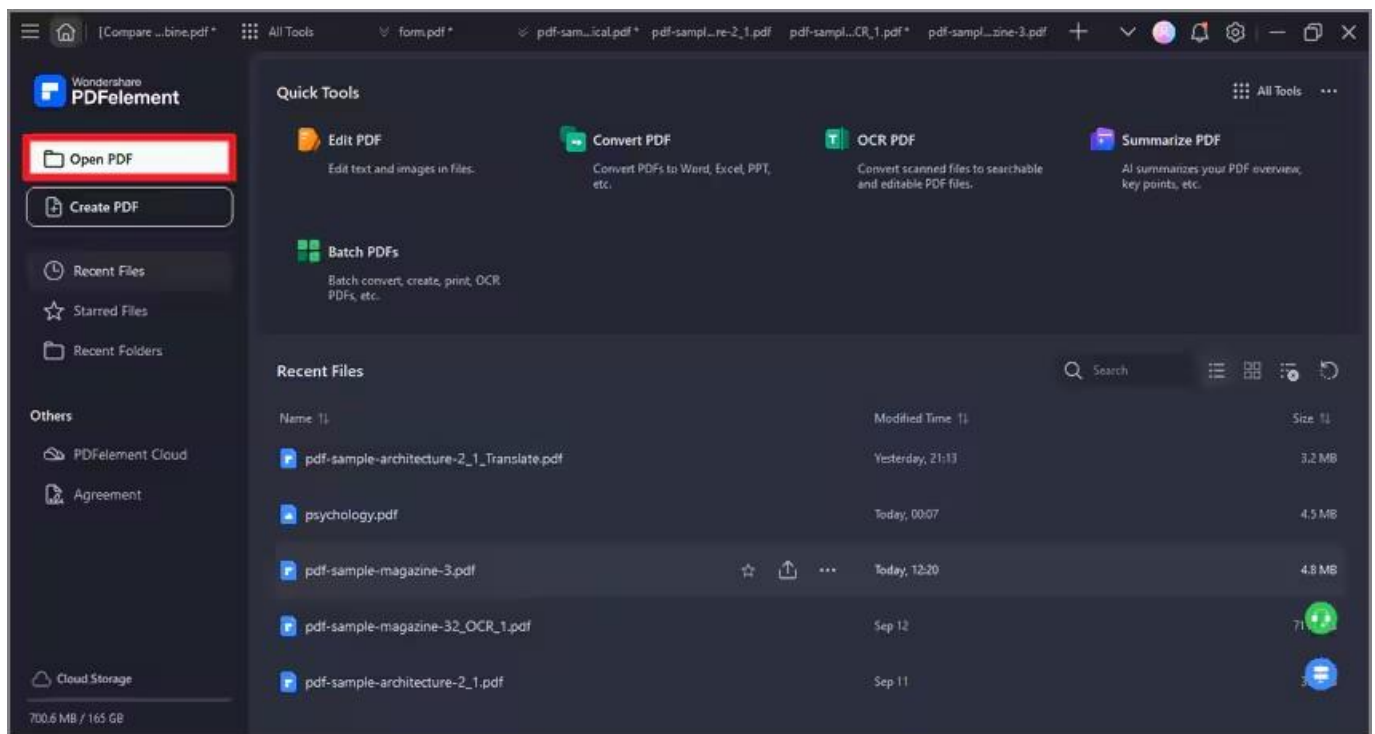 [Compare ...bine.pdf *
All Tools
form.pdf *
pdf-sam...ical.pdf *
pdf-sampl...re-2_1.pdf
pdf-sampl...CR_1.pdf *
pdf-sampl...zine-3.pdf
Wondershare
PDFelement
Open PDF
Create PDF
Recent Files
Starred Files
Recent Folders
Others
PDFelement Cloud
Agreement
Cloud Storage
700.6 MB / 165 GB
Quick Tools
All Tools
Edit PDF
Edit text and images in files.
Convert PDF
Convert PDFs to Word, Excel, PPT,
etc.
OCR PDF
Convert scanned files to searchable
and editable PDF files.
Summarize PDF
AI summarizes your PDF overview,
key points, etc.
Batch PDFs
Batch convert, create, print, OCR
PDFs, etc.
Recent Files
Search
Name
Modified Time
Size
pdf-sample-architecture-2_1_Translate.pdf
Yesterday, 21:13
3.2 MB
psychology.pdf
Today, 00:07
4.5 MB
pdf-sample-magazine-3.pdf
Today, 12:20
4.8 MB
pdf-sample-magazine-32_OCR_1.pdf
Sep 12
pdf-sample-architecture-2_1.pdf
Sep 11